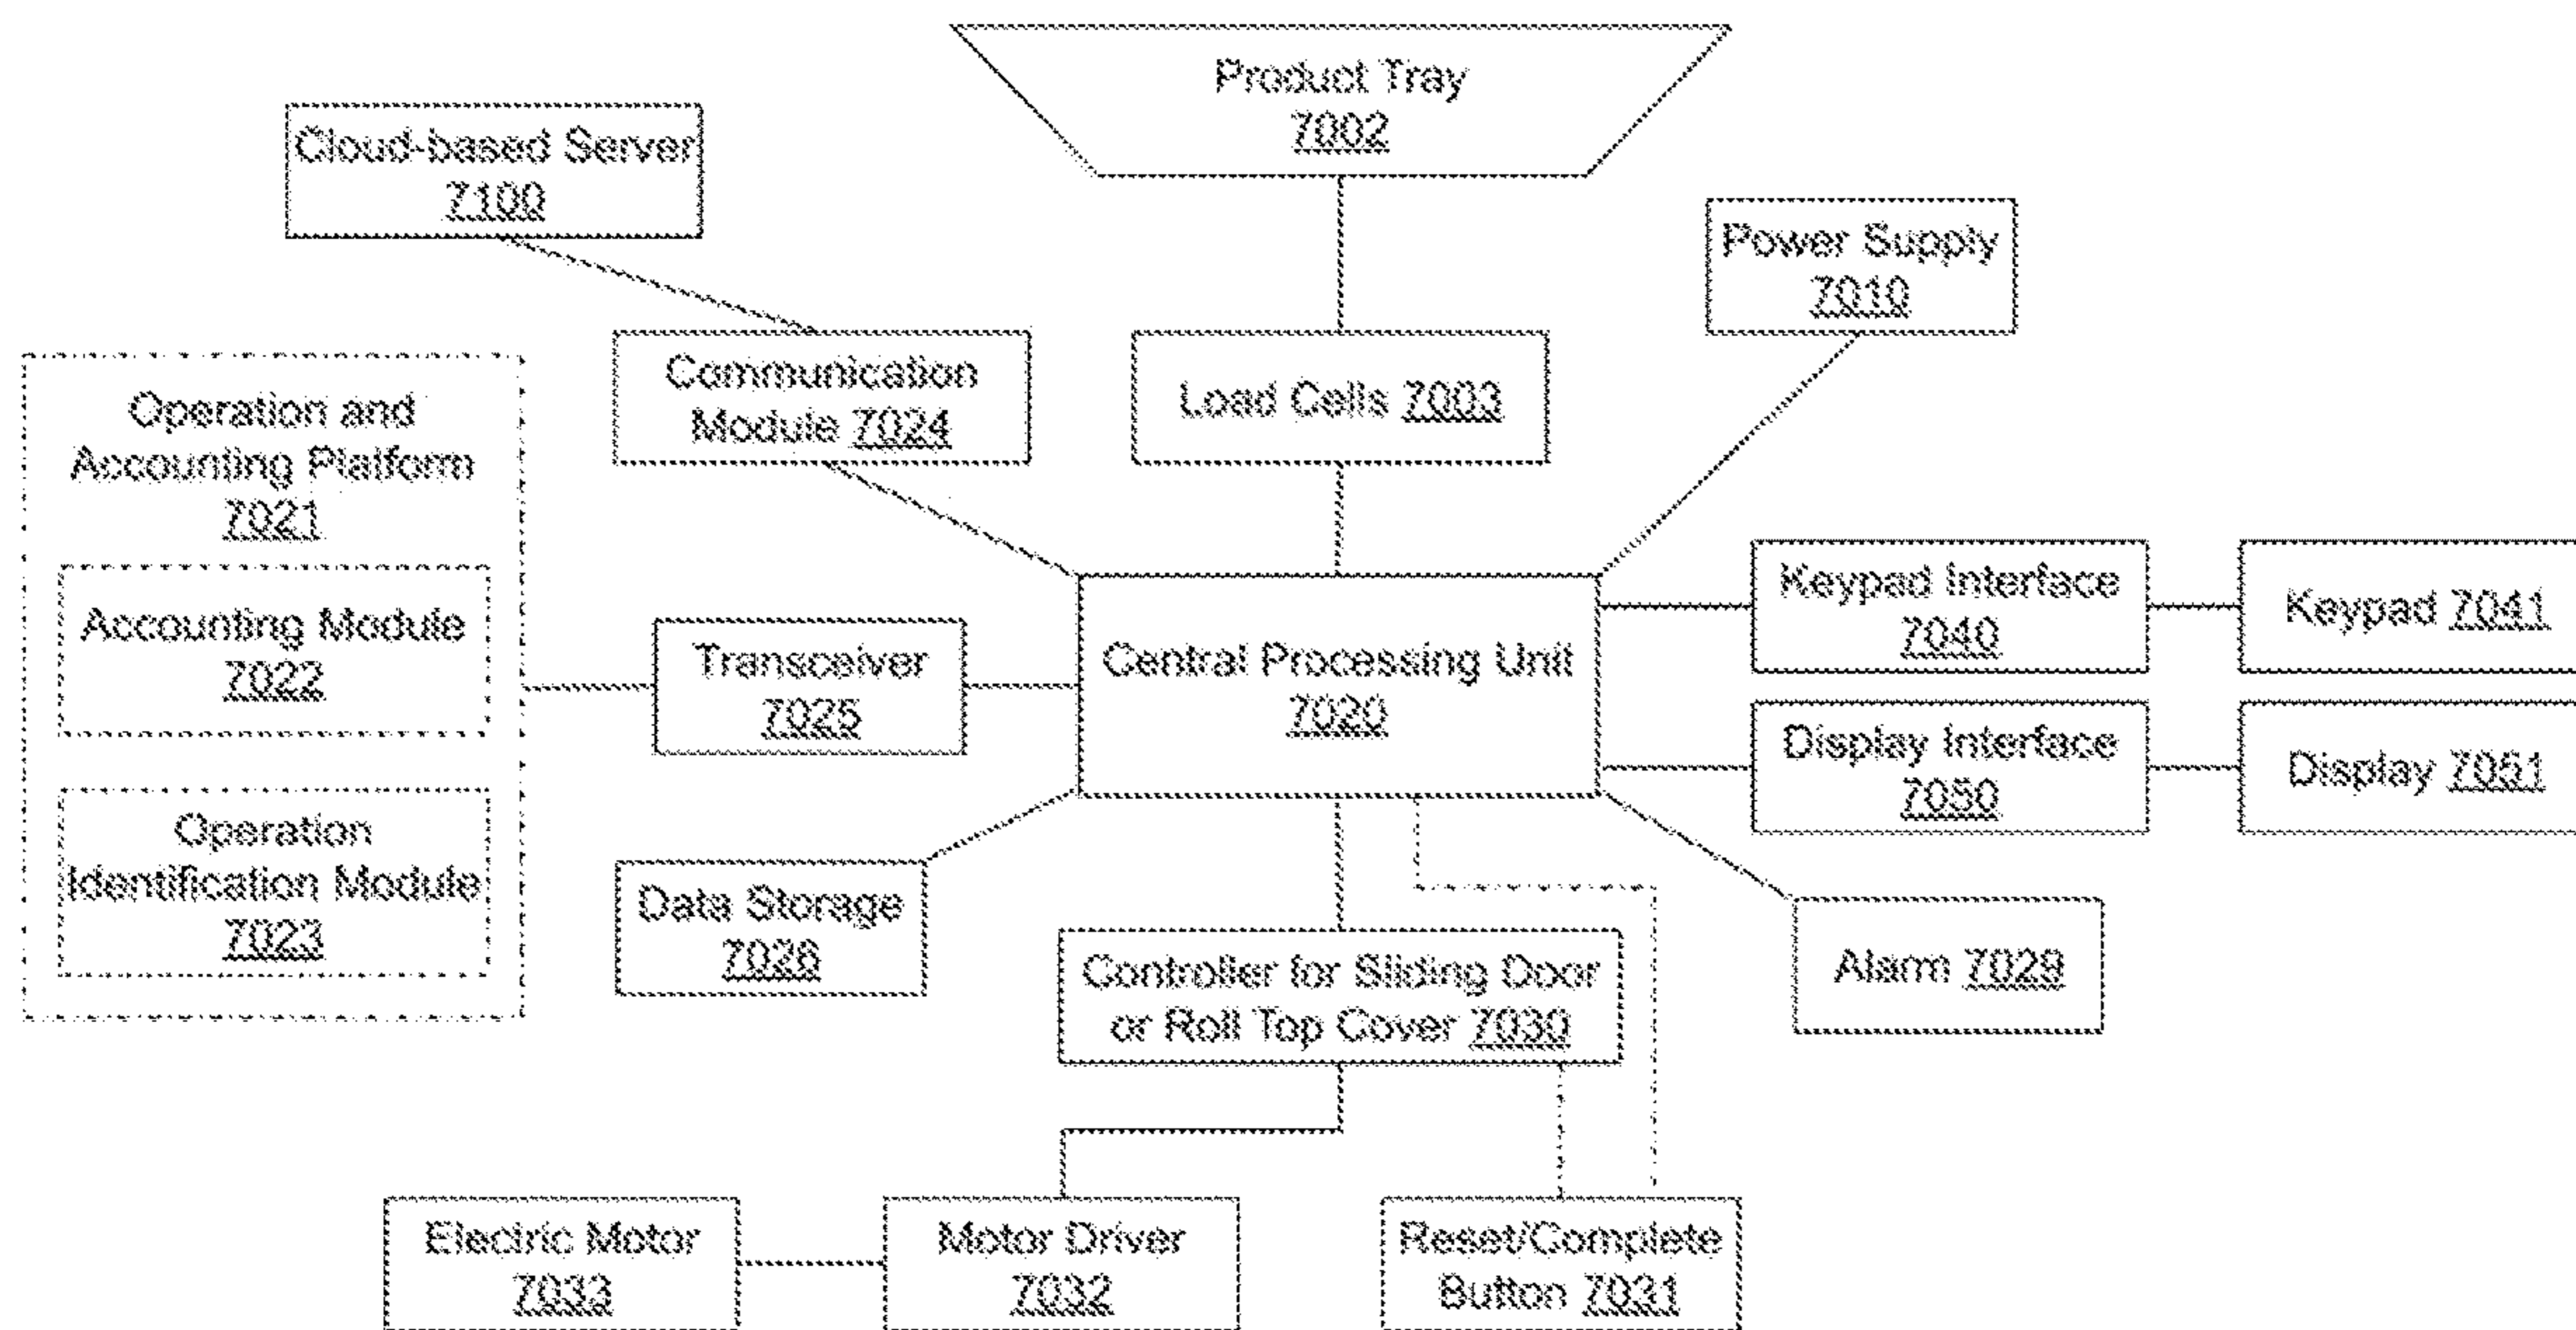 Product Tray
7002
Cloud-based Server
7100
Power Supply
7010
Communication
Module 7024
Load Cells 7003
Operation and
Accounting Platform
7021
Accounting Module
7022
Operation
Identification Module
7023
Transceiver
7025
Central Processing Unit
7020
Keypad Interface
7040
Keypad 7041
Display Interface
7050
Display 7051
Data Storage
7026
Controller for Sliding Door
or Roll Top Cover 7030
Alarm 7029
Electric Motor
7033
Motor Driver
7032
Reset/Complete
Button 7031